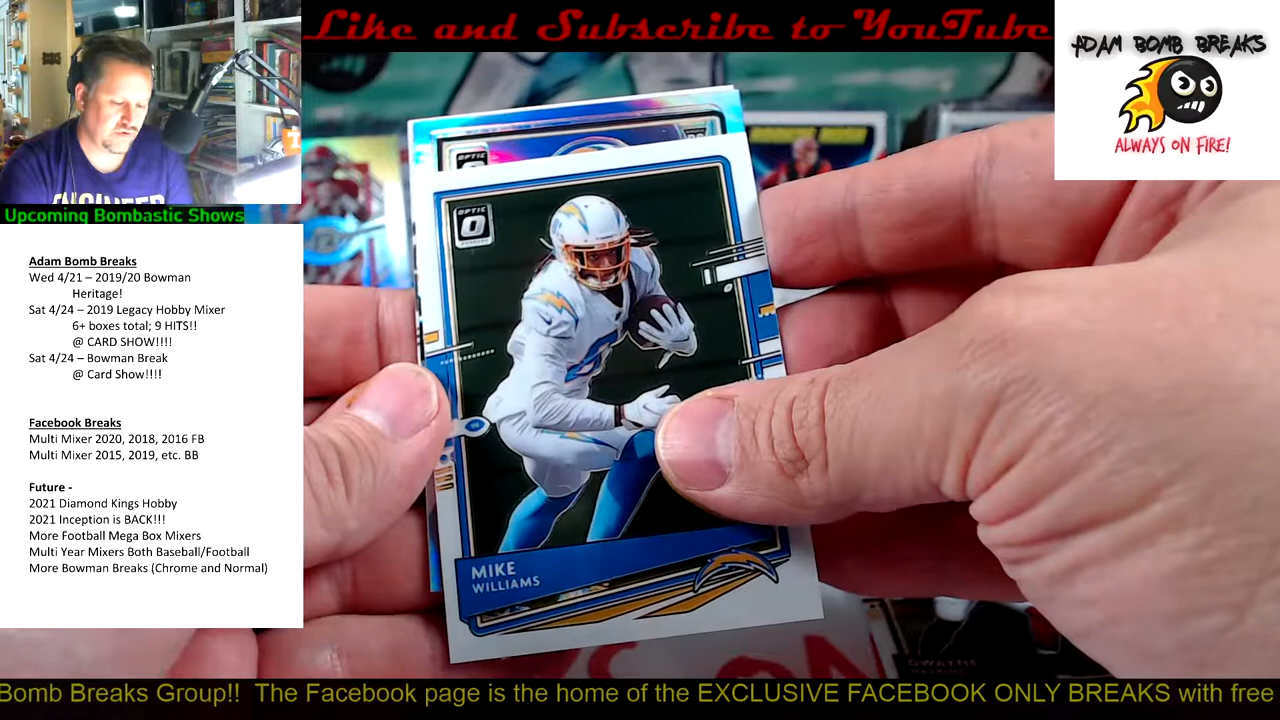 Like and Subscribe to YouTube
ADAM BOMB BREAKS
ALWAYS ON FIRE!
ENGINEER
Upcoming Bombastic Shows
Adam Bomb Breaks
Wed 4/21 – 2019/20 Bowman
Heritage!
Sat 4/24 – 2019 Legacy Hobby Mixer
6+ boxes total; 9 HITS!!
@ CARD SHOW!!!!
Sat 4/24 – Bowman Break
@ Card Show!!!!
Facebook Breaks
Multi Mixer 2020, 2018, 2016 FB
Multi Mixer 2015, 2019, etc. BB
Future -
2021 Diamond Kings Hobby
2021 Inception is BACK!!!
More Football Mega Box Mixers
Multi Year Mixers Both Baseball/Football
More Bowman Breaks (Chrome and Normal)
OPTIC
OPTIC
MIKE
WILLIAMS
DWAYNE
Bomb Breaks Group!! The Facebook page is the home of the EXCLUSIVE FACEBOOK ONLY BREAKS with free